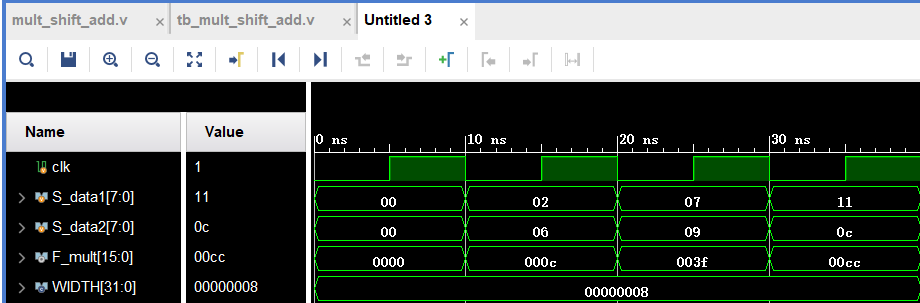 mult_shift_add.v × tb_mult_shift_add.v × Untitled 3 ×
Name Value 0 ns 10 ns 20 ns 30 ns
clk 1
S_data1[7:0] 11 00 02 07 11
S_data2[7:0] 0c 00 06 09 0c
F_mult[15:0] 00cc 0000 000c 003f 00cc
WIDTH[31:0] 00000008 00000008